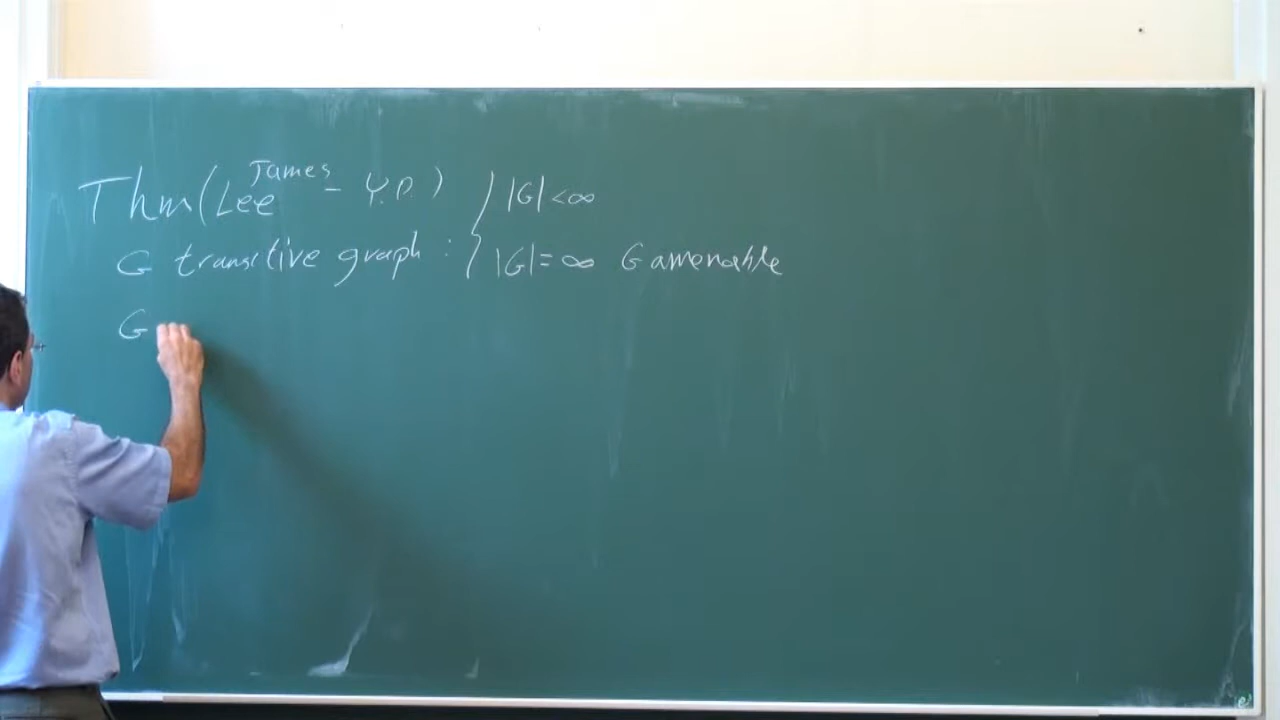 Thm (Lee James - Y.P.) |G| < ∞
G transitive graph : |G| = ∞ G amenable
G